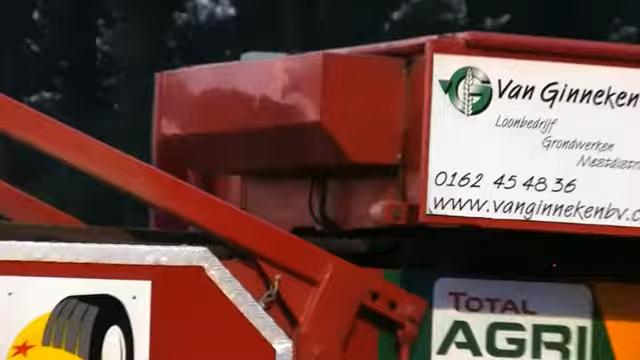 Van Ginneken
Loonbedrijf
Grondwerken
0162 45 48 36
www.vanginnekenbv.
TOTAL
AGRI